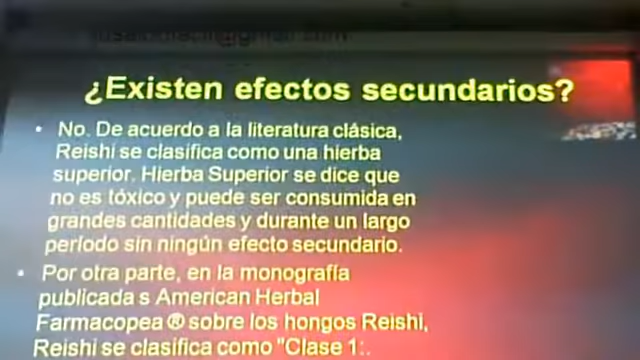 ¿Existen efectos secundarios?
• No. De acuerdo a la literatura clásica,
Reishi se clasifica como una hierba
superior. Hierba Superior se dice que
no es tóxico y puede ser consumida en
grandes cantidades y durante un largo
período sin ningún efecto secundario.
• Por otra parte, en la monografía
publicada s American Herbal
Farmacopea® sobre los hongos Reishi,
Reishi se clasifica como "Clase 1:.